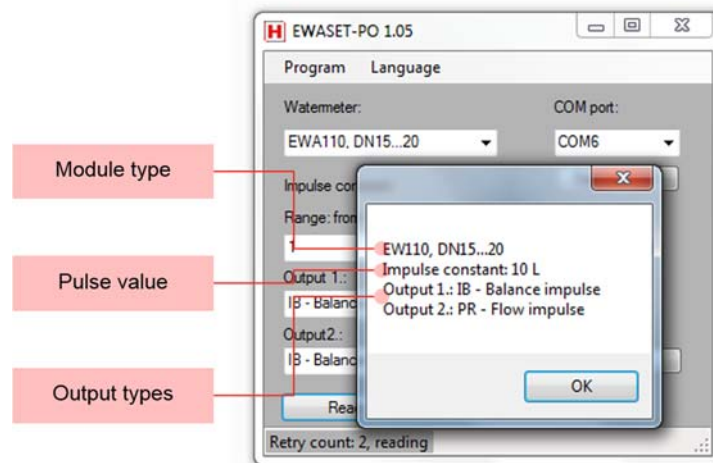 H EWASET-PO 1.05
Program Language
Watermeter: COM port:
EWA110, DN15...20 COM6
Module type
Impulse
Range: from
1
EW110, DN15...20
Impulse constant: 10 L
Output 1.: IB - Balance impulse
Output 2.: PR - Flow impulse
Pulse value
Output 1.:
IB - Balanc
Output2.:
IB - Balanc
Output types
OK
Rea
Retry count: 2, reading